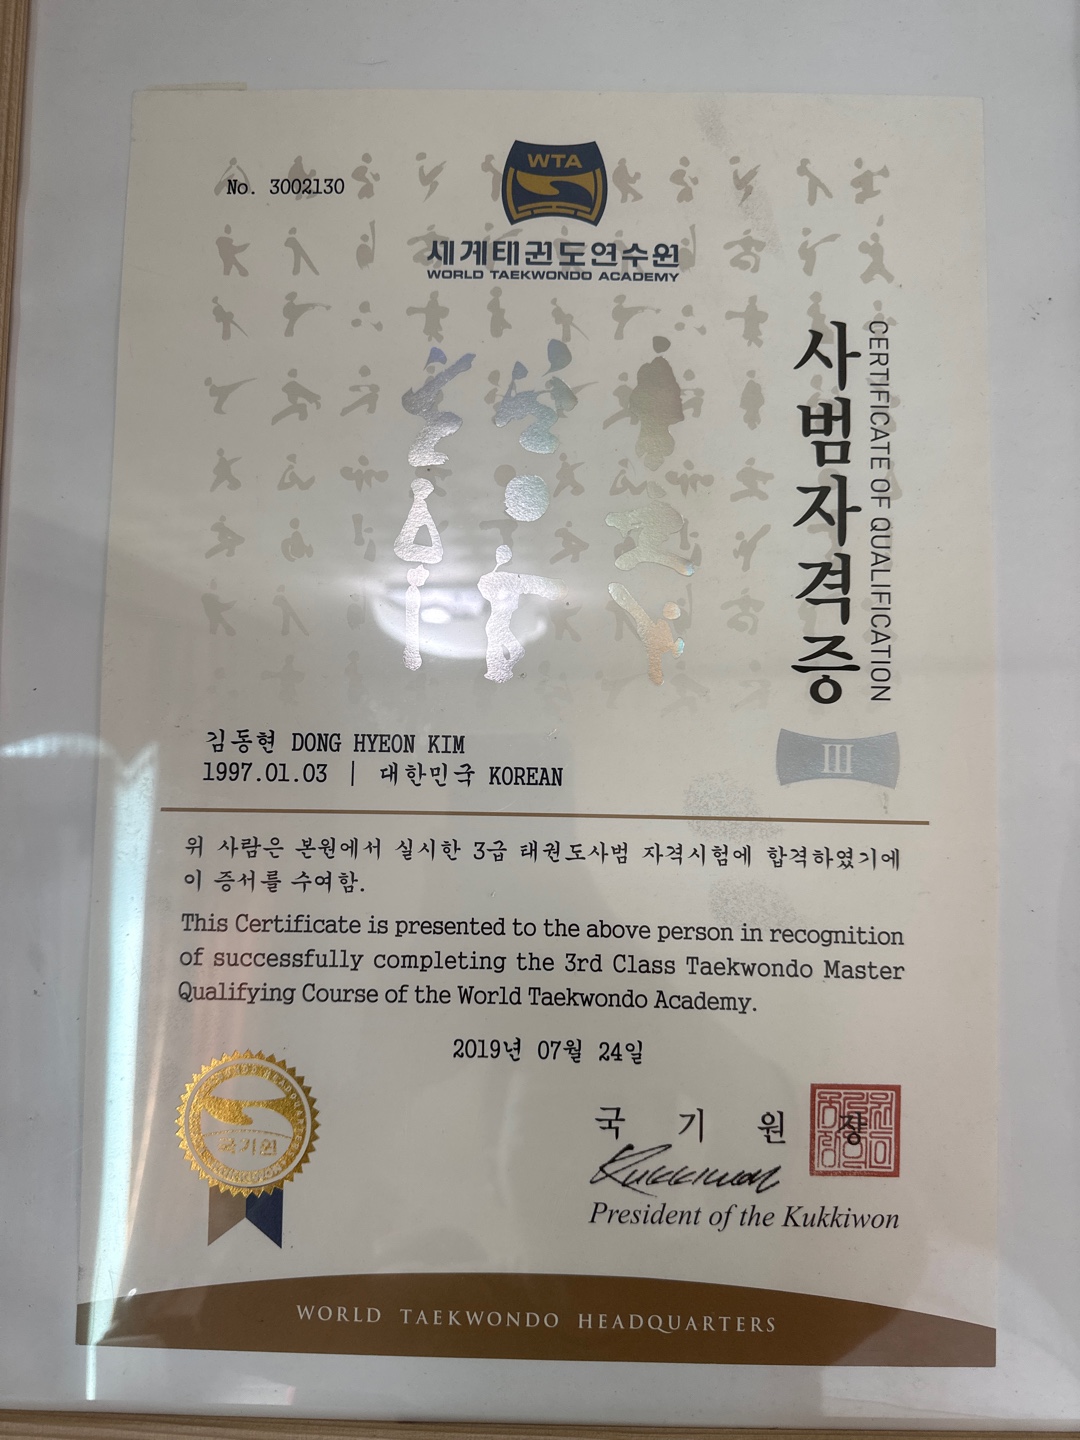 No. 3002130
WTA
세계태권도연수원
WORLD TAEKWONDO ACADEMY
사범자격증
CERTIFICATE OF QUALIFICATION
III
김동현 DONG HYEON KIM
1997.01.03 | 대한민국 KOREAN
위 사람은 본원에서 실시한 3급 태권도사범 자격시험에 합격하였기에
이 증서를 수여함.
This Certificate is presented to the above person in recognition
of successfully completing the 3rd Class Taekwondo Master
Qualifying Course of the World Taekwondo Academy.
2019년 07월 24일
국기원
국 기 원 장
Kukkiwon
President of the Kukkiwon
WORLD TAEKWONDO HEADQUARTERS